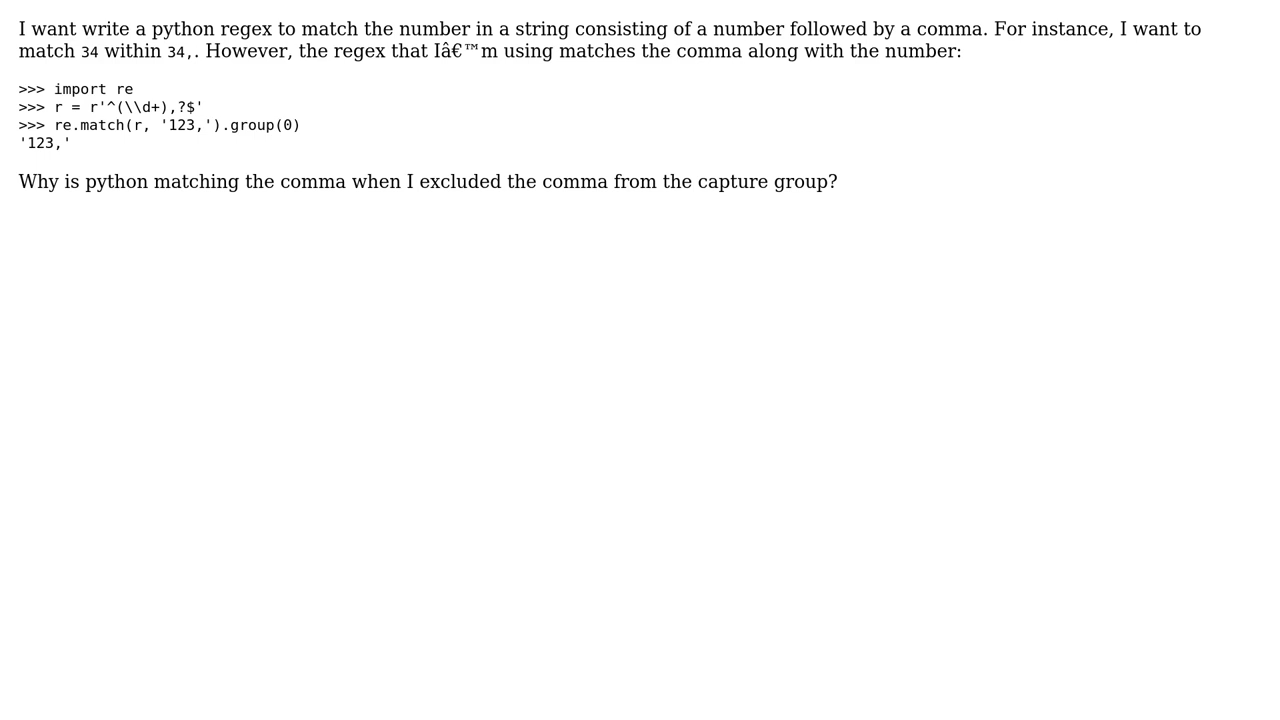 I want write a python regex to match the number in a string consisting of a number followed by a comma. For instance, I want to
match 34 within 34,. However, the regex that Iâ€™m using matches the comma along with the number:
>>> import re
>>> r = r'^(\\d+),?$'
>>> re.match(r, '123,').group(0)
'123,'
Why is python matching the comma when I excluded the comma from the capture group?